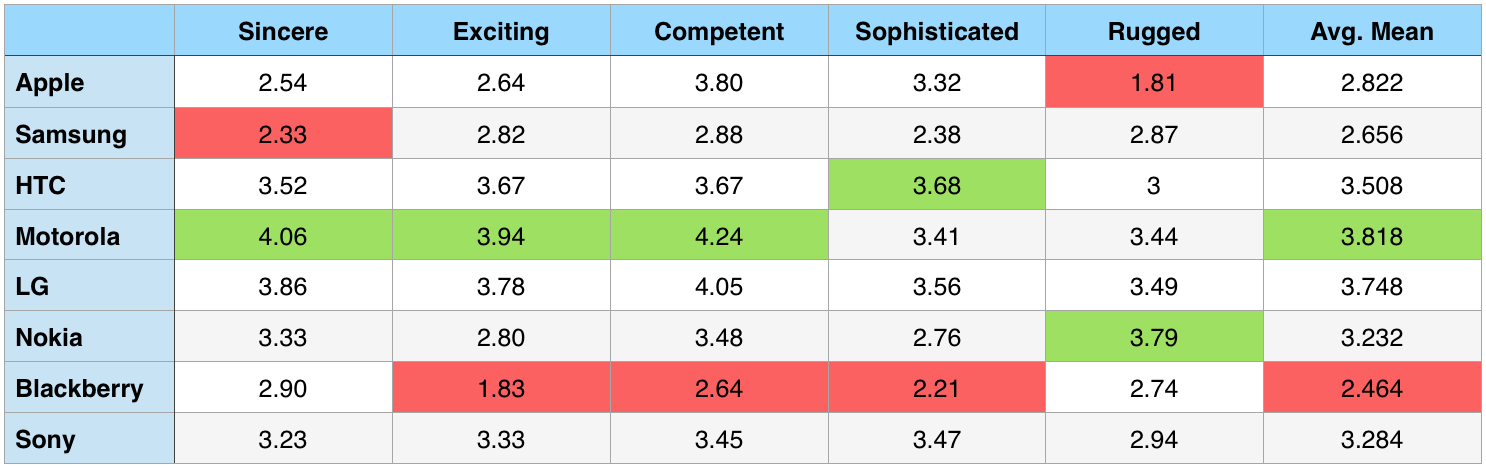 Sincere Exciting Competent Sophisticated Rugged Avg. Mean
Apple 2.54 2.64 3.80 3.32 1.81 2.822
Samsung 2.33 2.82 2.88 2.38 2.87 2.656
HTC 3.52 3.67 3.67 3.68 3 3.508
Motorola 4.06 3.94 4.24 3.41 3.44 3.818
LG 3.86 3.78 4.05 3.56 3.49 3.748
Nokia 3.33 2.80 3.48 2.76 3.79 3.232
Blackberry 2.90 1.83 2.64 2.21 2.74 2.464
Sony 3.23 3.33 3.45 3.47 2.94 3.284